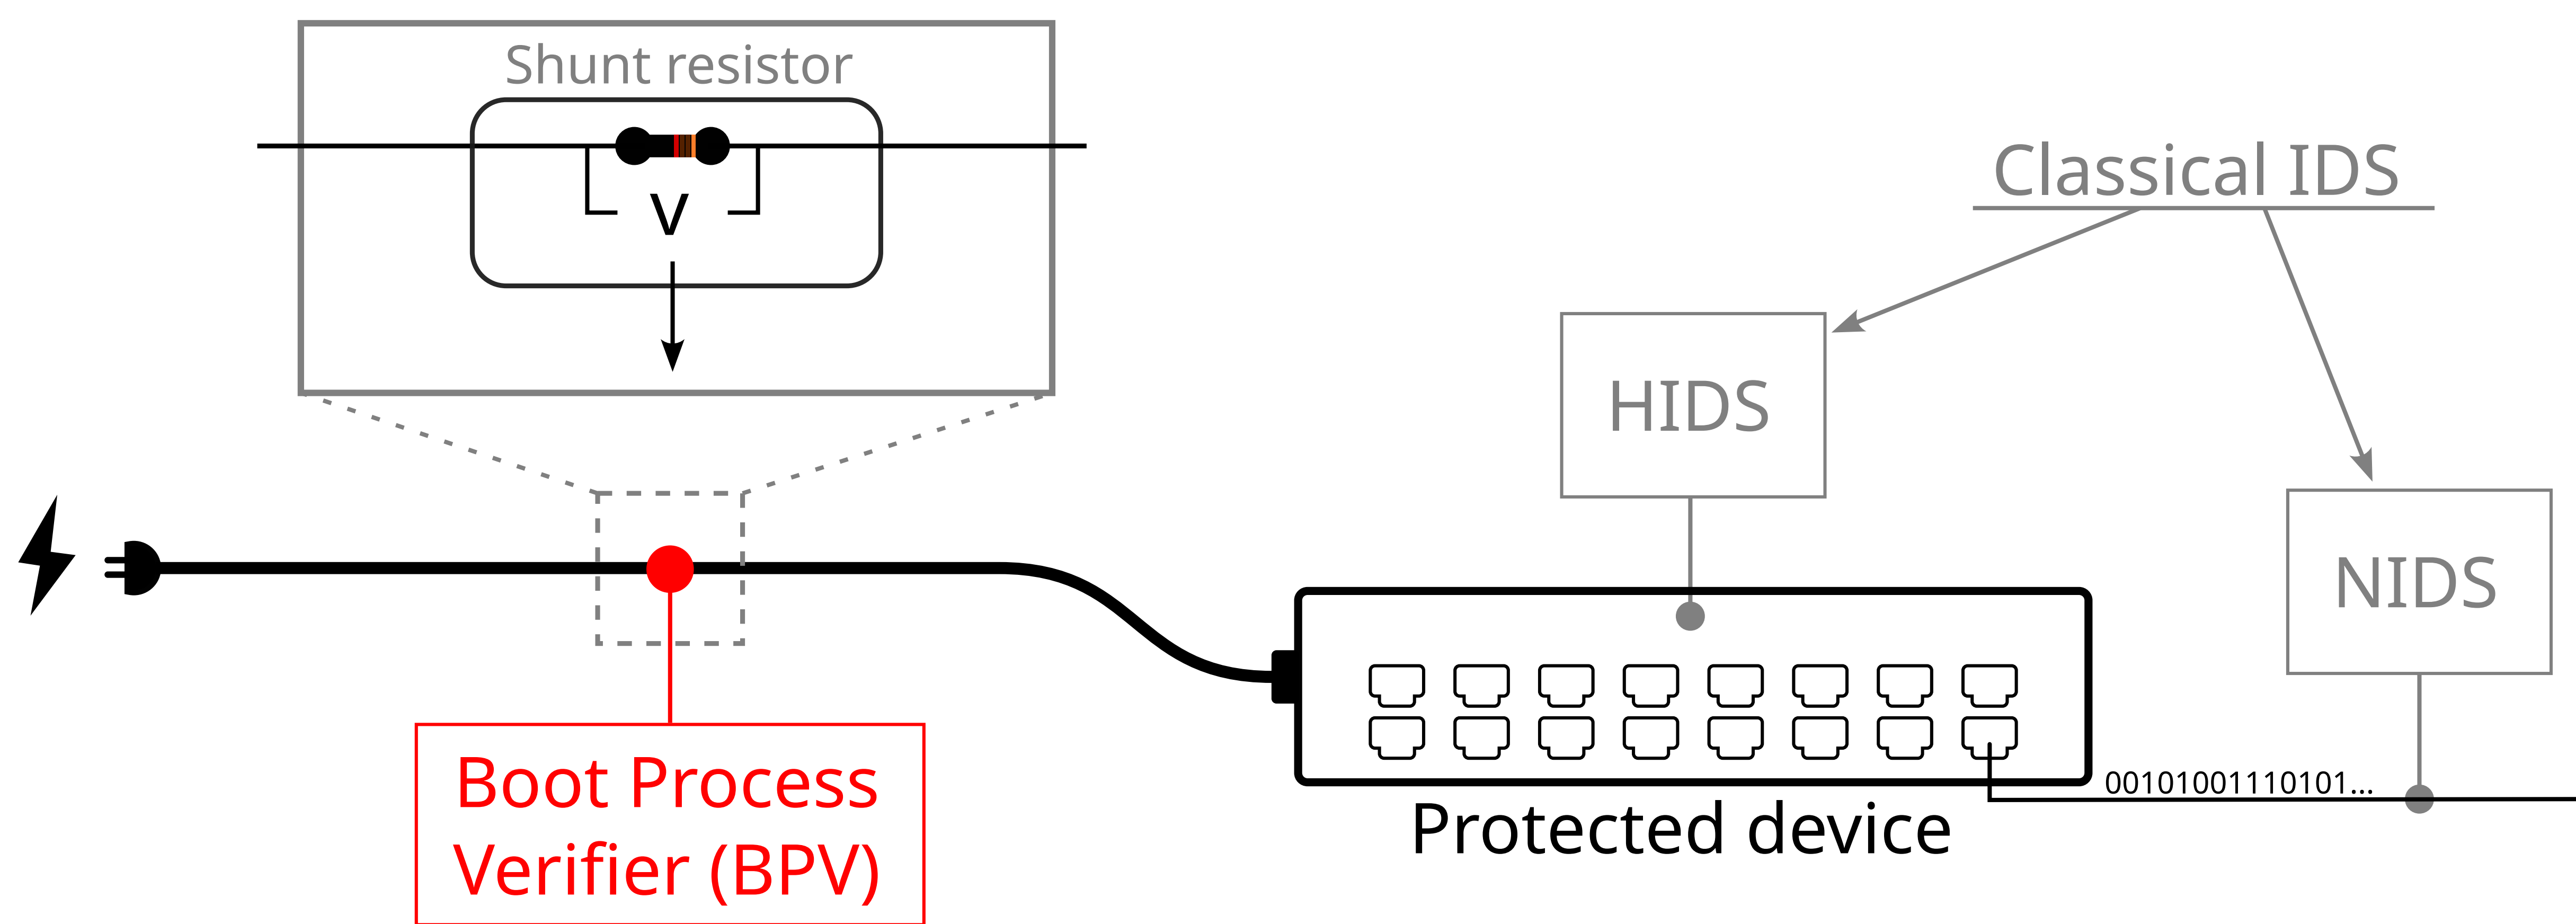 Shunt resistor
V
Classical IDS
HIDS
NIDS
Boot Process
Verifier (BPV)
00101001110101...
Protected device